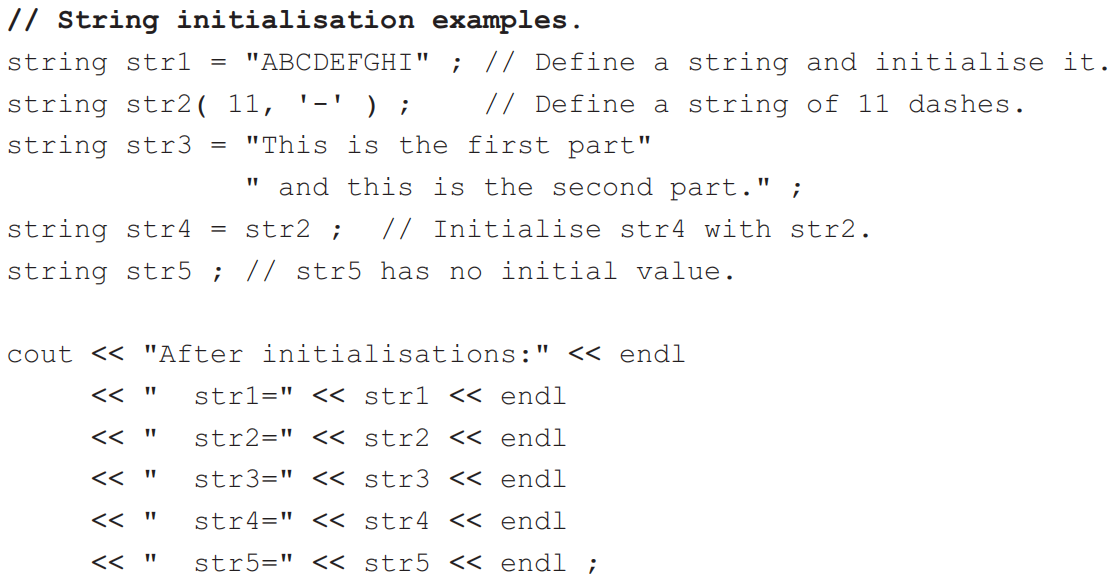 // String initialisation examples.
string str1 = "ABCDEFGHI" ; // Define a string and initialise it.
string str2( 11, '-' ) ;    // Define a string of 11 dashes.
string str3 = "This is the first part"
              " and this is the second part." ;
string str4 = str2 ;  // Initialise str4 with str2.
string str5 ; // str5 has no initial value.

cout << "After initialisations:" << endl
     << "  str1=" << str1 << endl
     << "  str2=" << str2 << endl
     << "  str3=" << str3 << endl
     << "  str4=" << str4 << endl
     << "  str5=" << str5 << endl ;